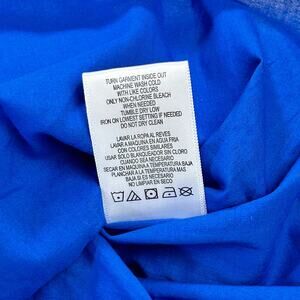 TURN GARMENT INSIDE OUT
MACHINE WASH COLD
WITH LIKE COLORS
ONLY NON-CHLORINE BLEACH
WHEN NEEDED
TUMBLE DRY LOW
IRON ON LOWEST SETTING IF NEEDED
DO NOT DRY CLEAN
LAVAR LA ROPA AL REVES
LAVAR A MAQUINA EN AGUA FRIA
CON COLORES SIMILARES
USAR SOLO BLANQUEADOR SIN CLORO
CUANDO SEA NECESARIO
SECAR EN MAQUINA A TEMPERATURA BAJA
PLANCHAR A LA TEMPERATURA MAS
BAJA SI ES NECESARIO
NO LIMPIAR EN SECO